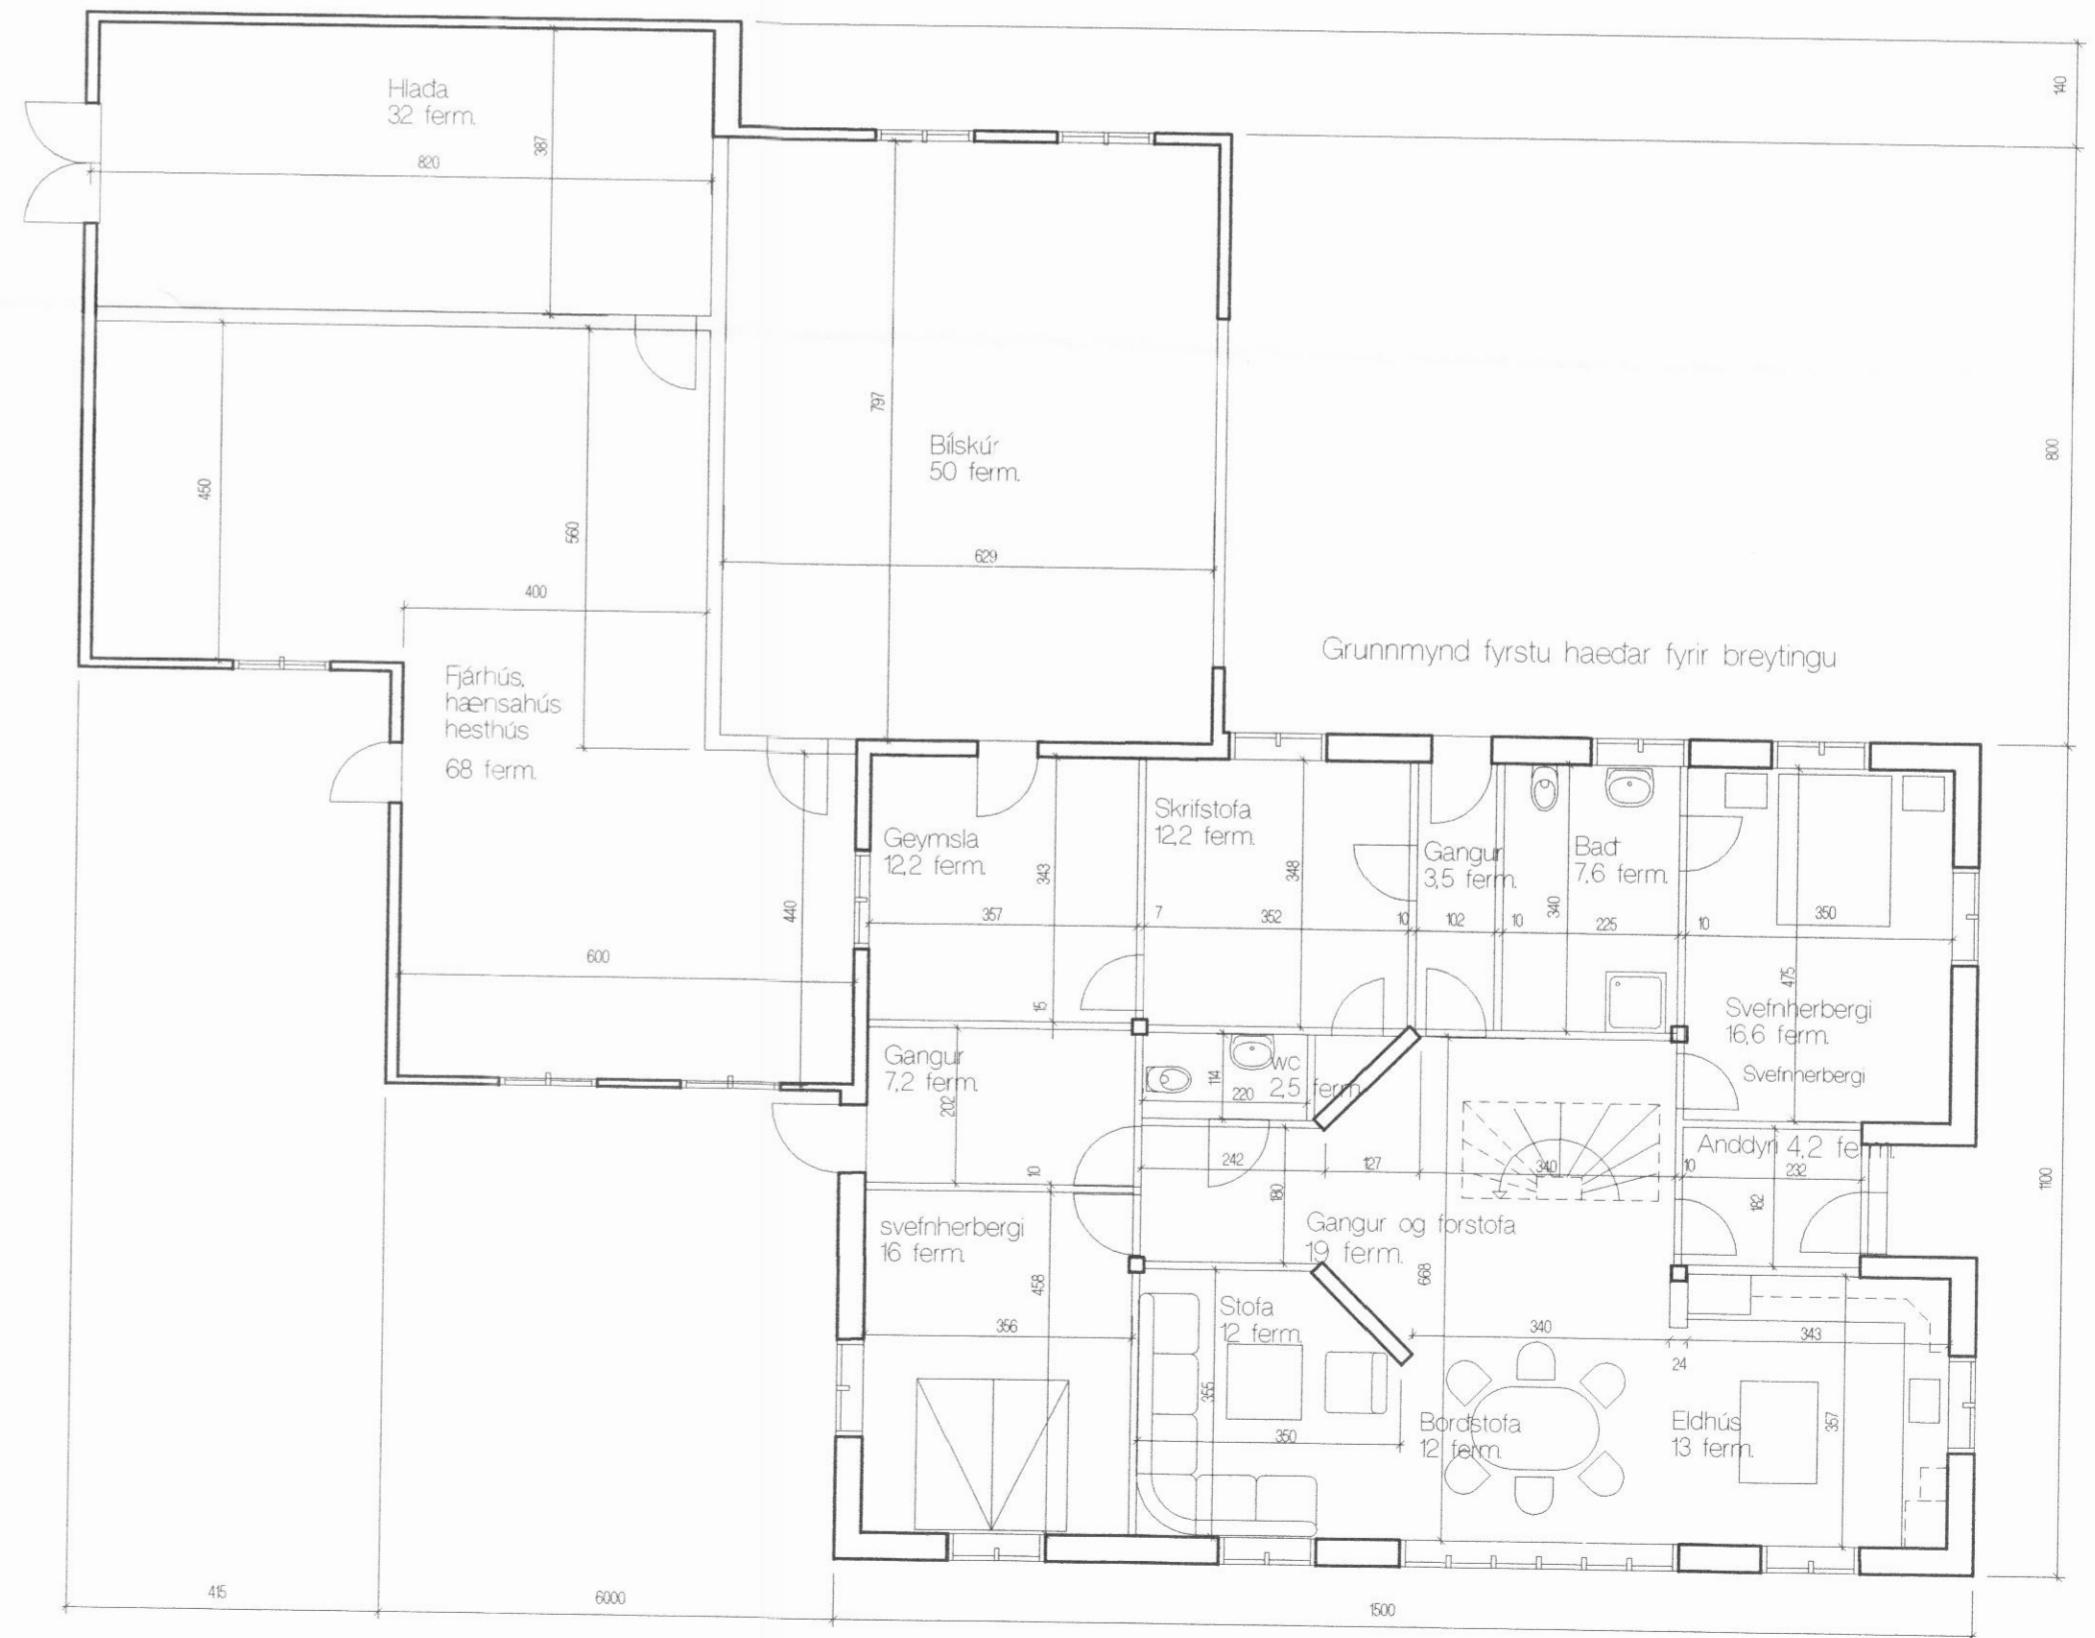 Hlaða
32 ferm.
387
820
140
797
Bílskúr
50 ferm.
450
560
800
629
400
Grunnmynd fyrstu haeðar fyrir breytingu
Fjárhús,
hænsahús
hesthús
68 ferm.
Geymsla
12,2 ferm.
343
357
7
15
Skrifstofa
12,2 ferm.
348
352
10
Gangur
3,5 ferm.
102
10
340
Bað
7,6 ferm.
225
10
350
475
Svefnherbergi
16,6 ferm.
Svefnherbergi
440
600
Gangur
7,2 ferm.
202
10
114
220
WC
2,5 ferm.
242
127
340
10
Anddyri 4,2 ferm.
232
182
180
1100
svefnherbergi
16 ferm.
458
356
Gangur og forstofa
19 ferm.
668
Stofa
12 ferm.
355
350
340
24
343
Bordstofa
12 ferm.
Eldhús
13 ferm.
357
415
6000
1500